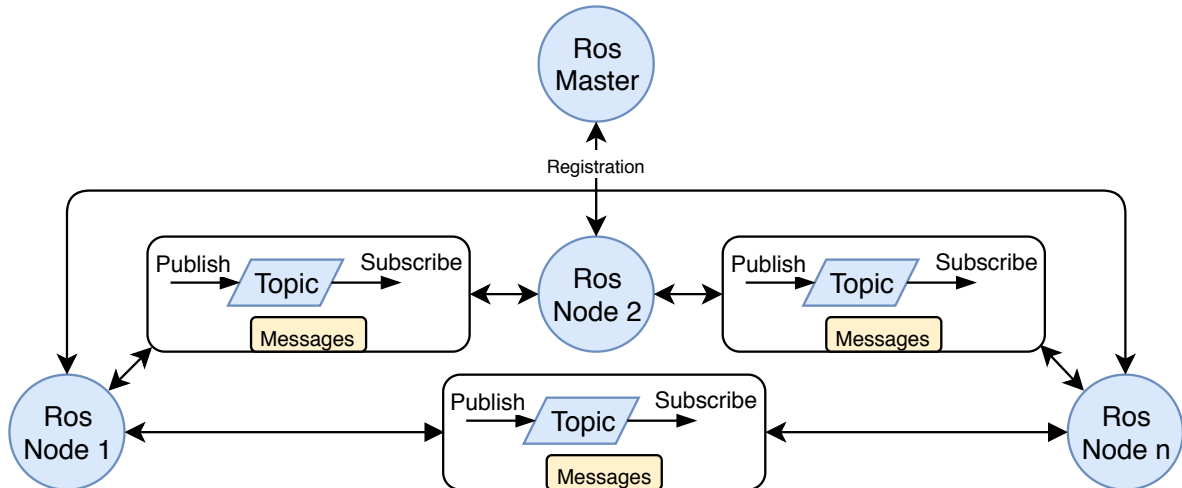 Ros
Master
Registration
Publish
Topic
Subscribe
Messages
Ros
Node 2
Publish
Topic
Subscribe
Messages
Ros
Node 1
Publish
Topic
Subscribe
Messages
Ros
Node n